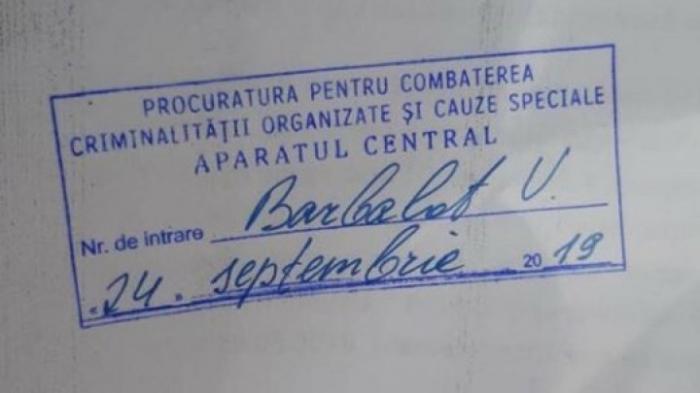 PROCURATURA PENTRU COMBATEREA
CRIMINALITĂȚII ORGANIZATE ȘI CAUZE SPECIALE
APARATUL CENTRAL
Nr. de intrare Barbalat V.
«24» septembrie 2019